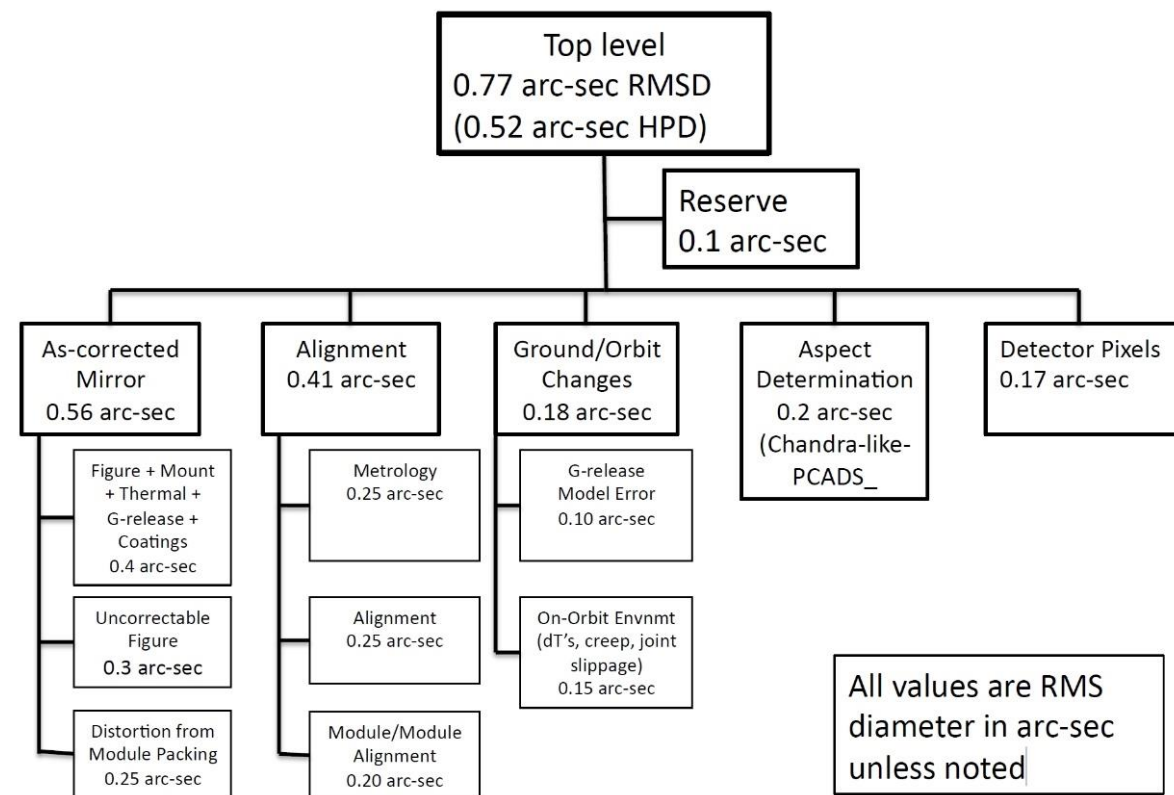 Top level
0.77 arc-sec RMSD
(0.52 arc-sec HPD)
Reserve
0.1 arc-sec
As-corrected
Mirror
0.56 arc-sec
Alignment
0.41 arc-sec
Ground/Orbit
Changes
0.18 arc-sec
Aspect
Determination
0.2 arc-sec
(Chandra-like-
PCADS_
Detector Pixels
0.17 arc-sec
Figure + Mount
+ Thermal +
G-release +
Coatings
0.4 arc-sec
Metrology
0.25 arc-sec
G-release
Model Error
0.10 arc-sec
Uncorrectable
Figure
0.3 arc-sec
Alignment
0.25 arc-sec
On-Orbit Envnmt
(dT's, creep, joint
slippage)
0.15 arc-sec
Distortion from
Module Packing
0.25 arc-sec
Module/Module
Alignment
0.20 arc-sec
All values are RMS
diameter in arc-sec
unless noted